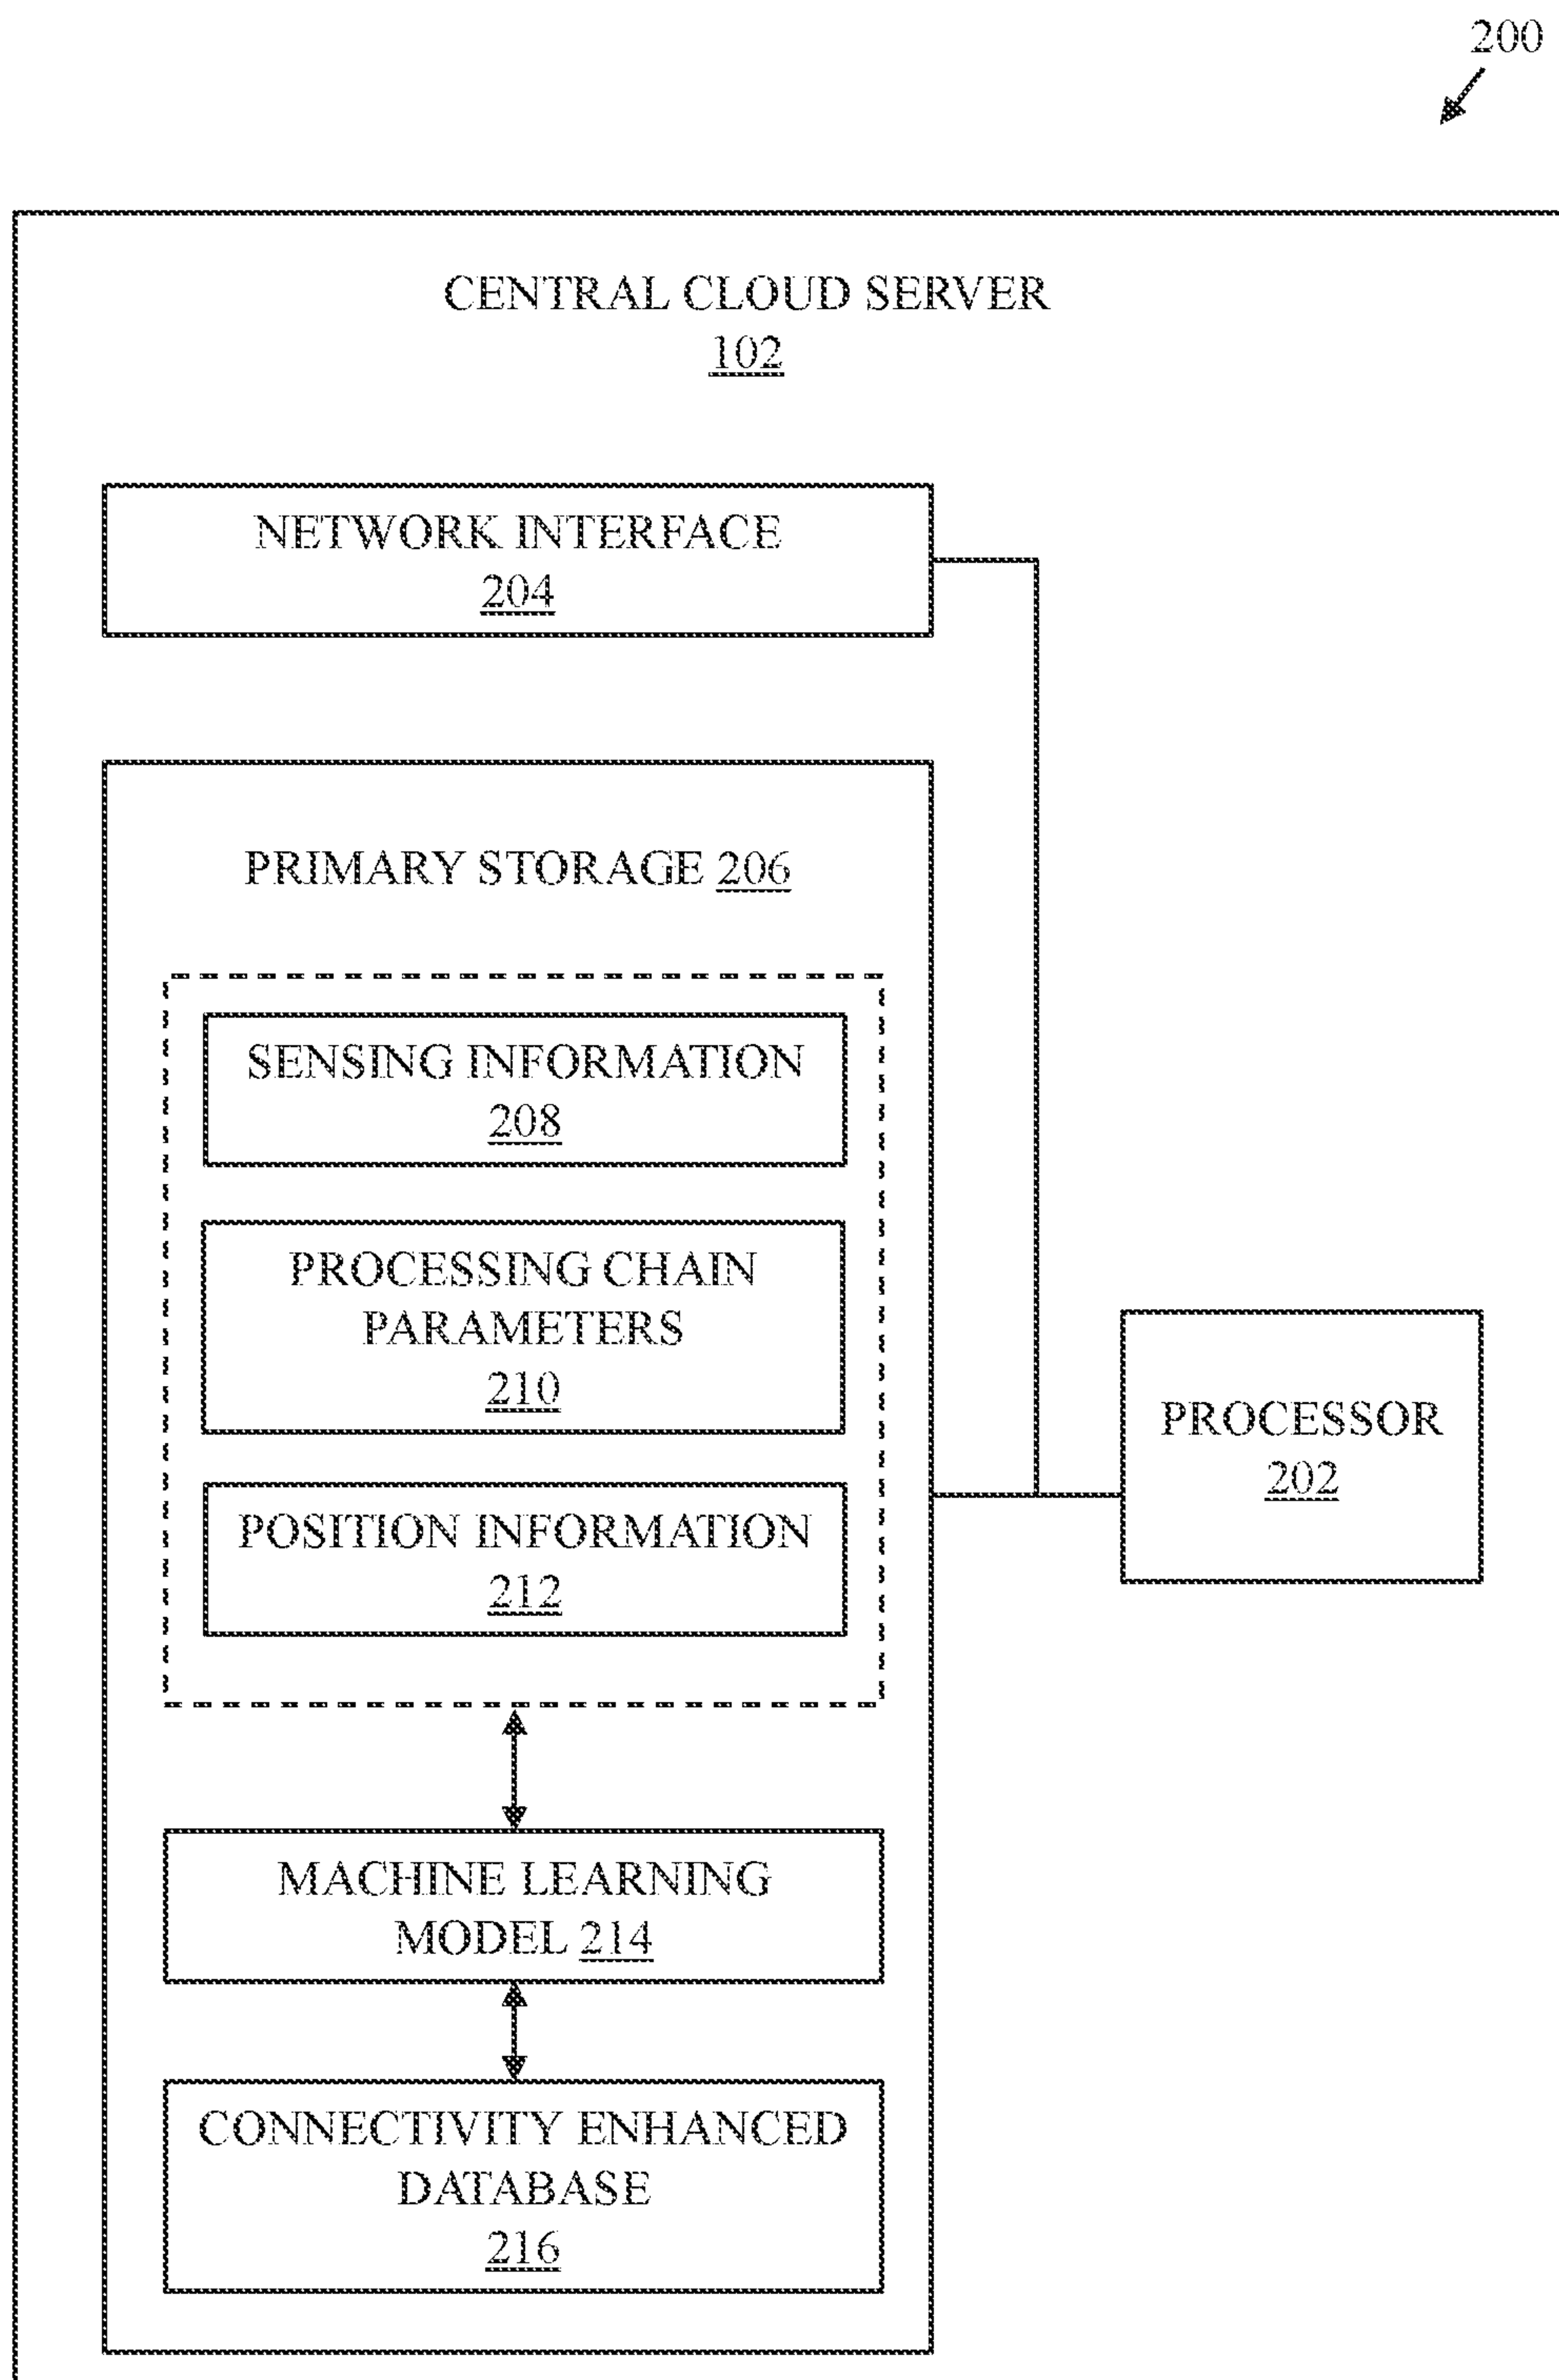 200
CENTRAL CLOUD SERVER
102
NETWORK INTERFACE
204
PRIMARY STORAGE 206
SENSING INFORMATION
208
PROCESSING CHAIN
PARAMETERS
210
POSITION INFORMATION
212
PROCESSOR
202
MACHINE LEARNING
MODEL 214
CONNECTIVITY ENHANCED
DATABASE
216